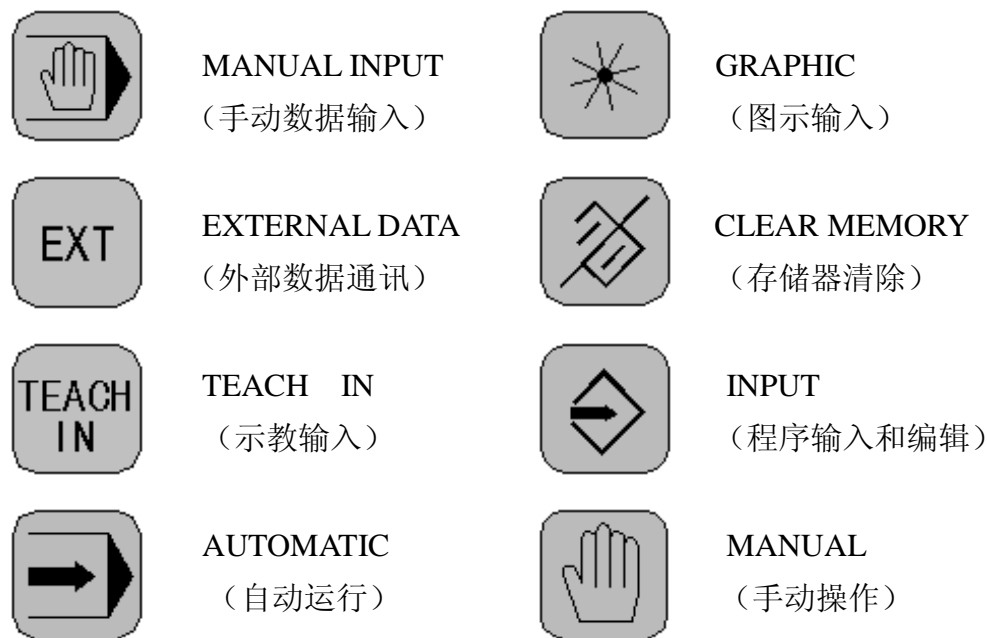 MANUAL INPUT
（手动数据输入）
GRAPHIC
（图示输入）
EXT
EXTERNAL DATA
（外部数据通讯）
CLEAR MEMORY
（存储器清除）
TEACH
IN
TEACH IN
（示教输入）
INPUT
（程序输入和编辑）
AUTOMATIC
（自动运行）
MANUAL
（手动操作）